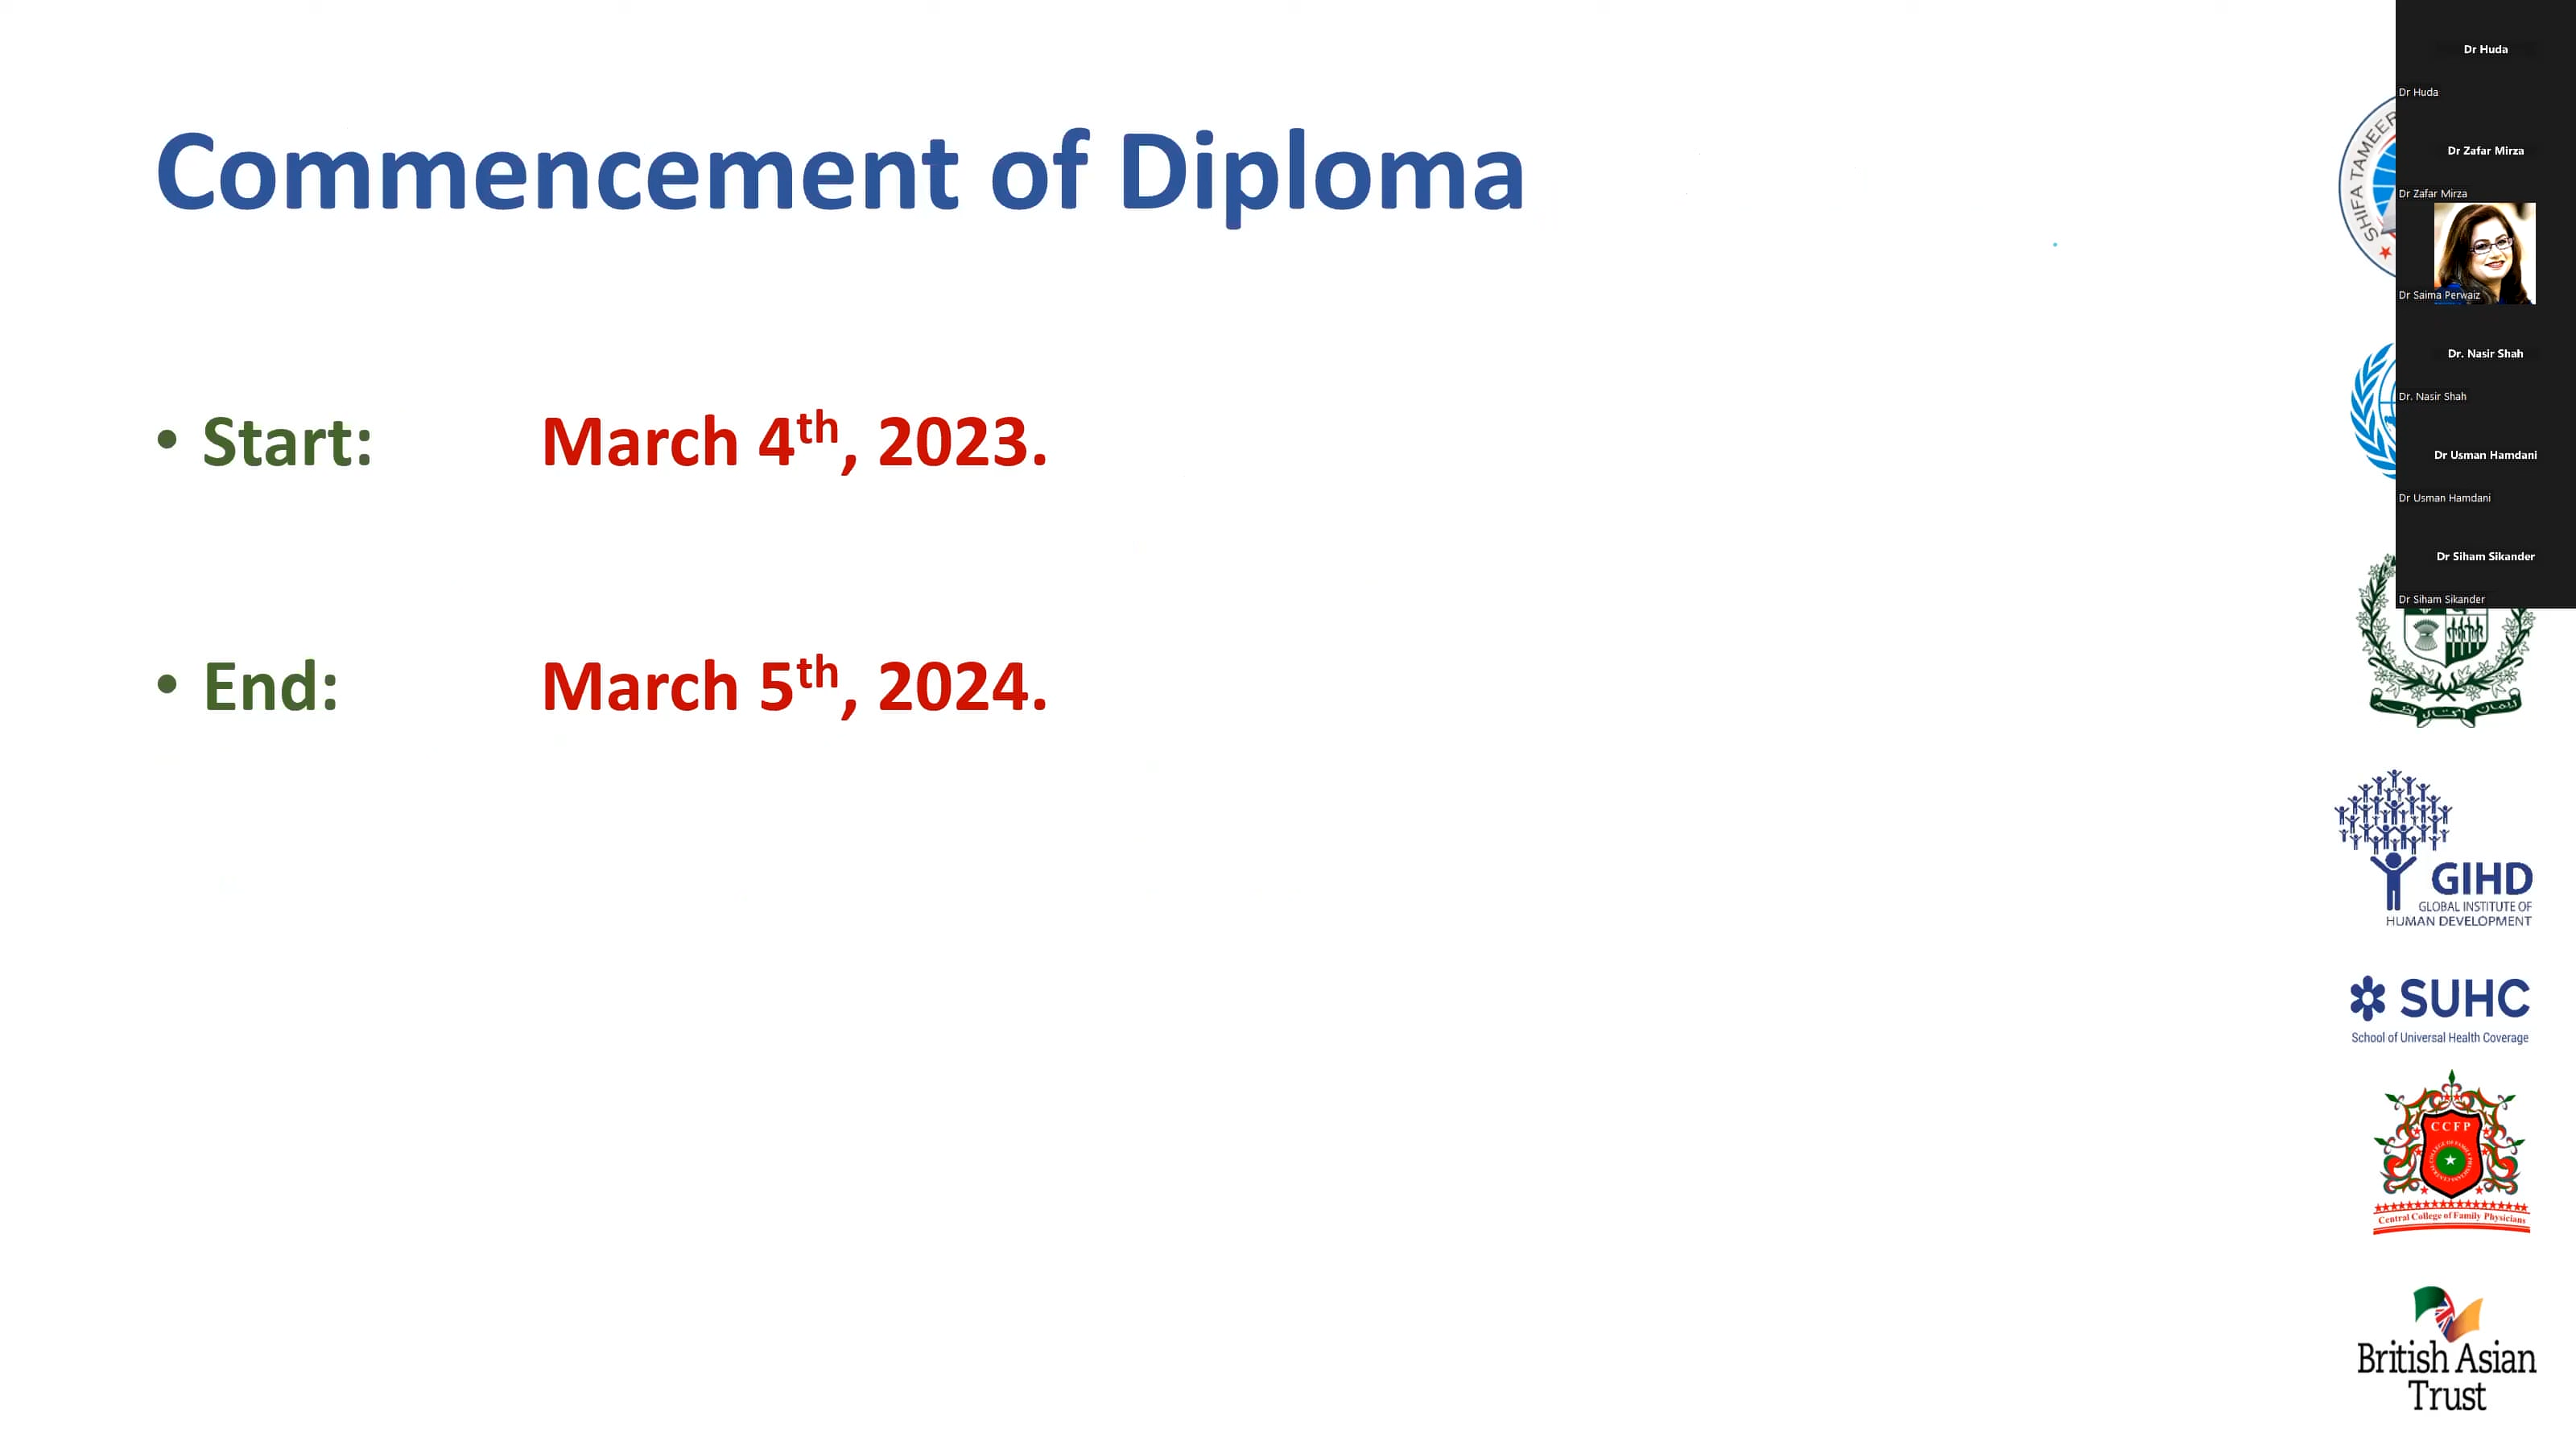 Commencement of Diploma
• Start: March 4th, 2023.
• End: March 5th, 2024.
Dr Huda
Dr Huda
Dr Zafar Mirza
Dr Zafar Mirza
Dr Saima Perwaiz
Dr. Nasir Shah
Dr. Nasir Shah
Dr Usman Hamdani
Dr Usman Hamdani
Dr Siham Sikander
Dr Siham Sikander
SHIFA TAMEER
GIHD
GLOBAL INSTITUTE OF
HUMAN DEVELOPMENT
SUHC
School of Universal Health Coverage
CCFP
Central College of Family Physicians
British Asian
Trust